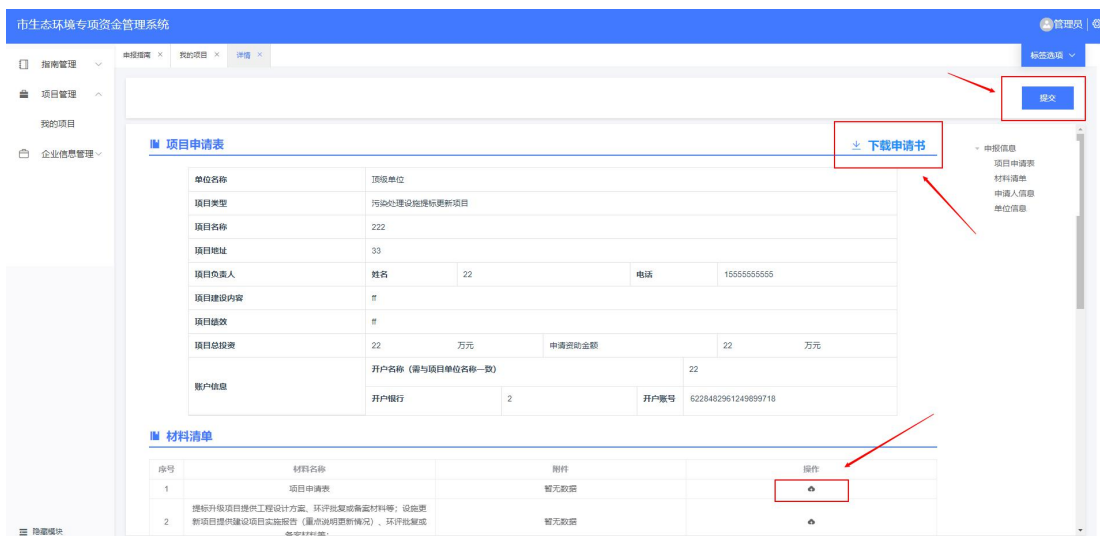 市生态环境专项资金管理系统
管理员
申报指南 × 我的项目 × 详情 ×
标签选项
指南管理
项目管理
我的项目
企业信息管理
提交
项目申请表
下载申请书
申报信息
项目申请表
材料清单
申请人信息
单位信息
单位名称 顶级单位
项目类型 污染处理设施提标更新项目
项目名称 222
项目地址 33
项目负责人 姓名 22 电话 15555555555
项目建设内容 ff
项目绩效 ff
项目总投资 22 万元 申请资助金额 22 万元
账户信息
开户名称（需与项目单位名称一致） 22
开户银行 2 开户账号 6228482961249899718
材料清单
序号 材料名称 附件 操作
1 项目申请表 暂无数据
提标升级项目提供工程设计方案、环评批复或备案材料等；设施更
2 新项目提供建设项目实施报告（重点说明更新情况）、环评批复或 暂无数据
备案材料等；
隐藏模块